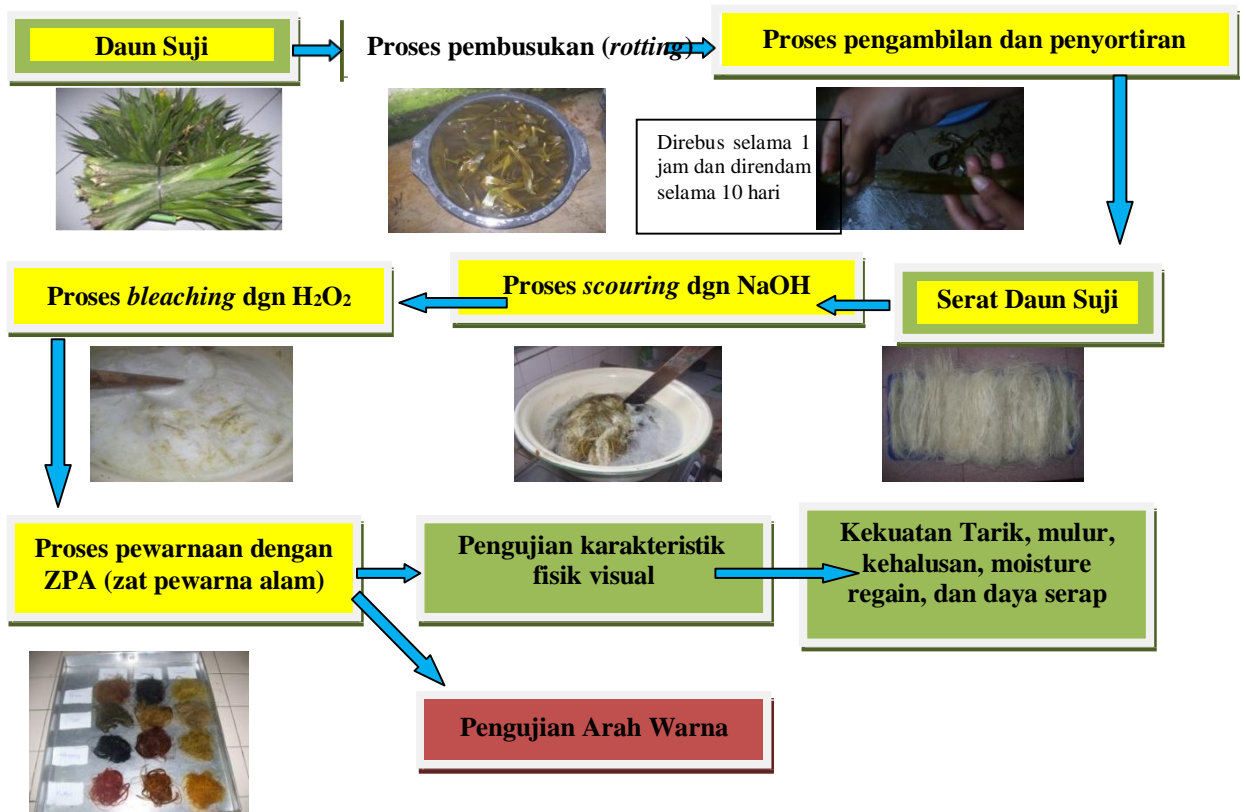 Daun Suji
Proses pembusukan (rotting)
Proses pengambilan dan penyortiran
Direbus selama 1
jam dan direndam
selama 10 hari
Proses bleaching dgn H₂O₂
Proses scouring dgn NaOH
Serat Daun Suji
Proses pewarnaan dengan
ZPA (zat pewarna alam)
Pengujian karakteristik
fisik visual
Kekuatan Tarik, mulur,
kehalusan, moisture
regain, dan daya serap
Pengujian Arah Warna